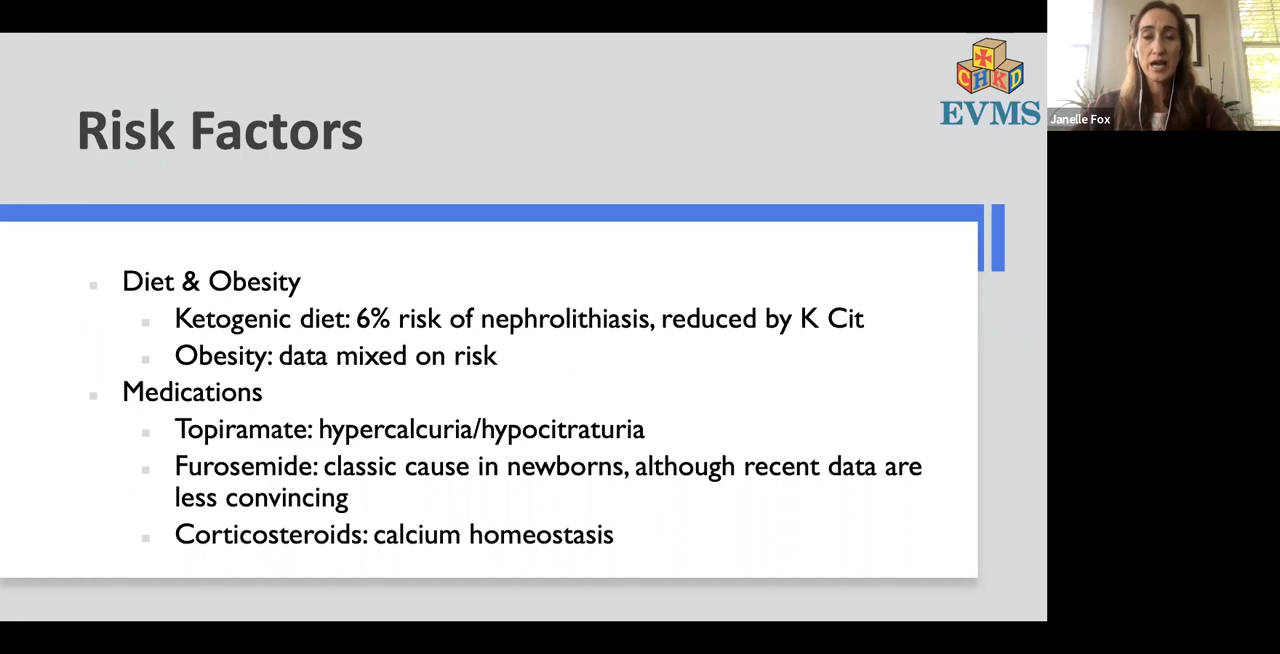 CHKD
EVMS
Janelle Fox
Risk Factors
Diet & Obesity
Ketogenic diet: 6% risk of nephrolithiasis, reduced by K Cit
Obesity: data mixed on risk
Medications
Topiramate: hypercalcuria/hypocitraturia
Furosemide: classic cause in newborns, although recent data are
less convincing
Corticosteroids: calcium homeostasis